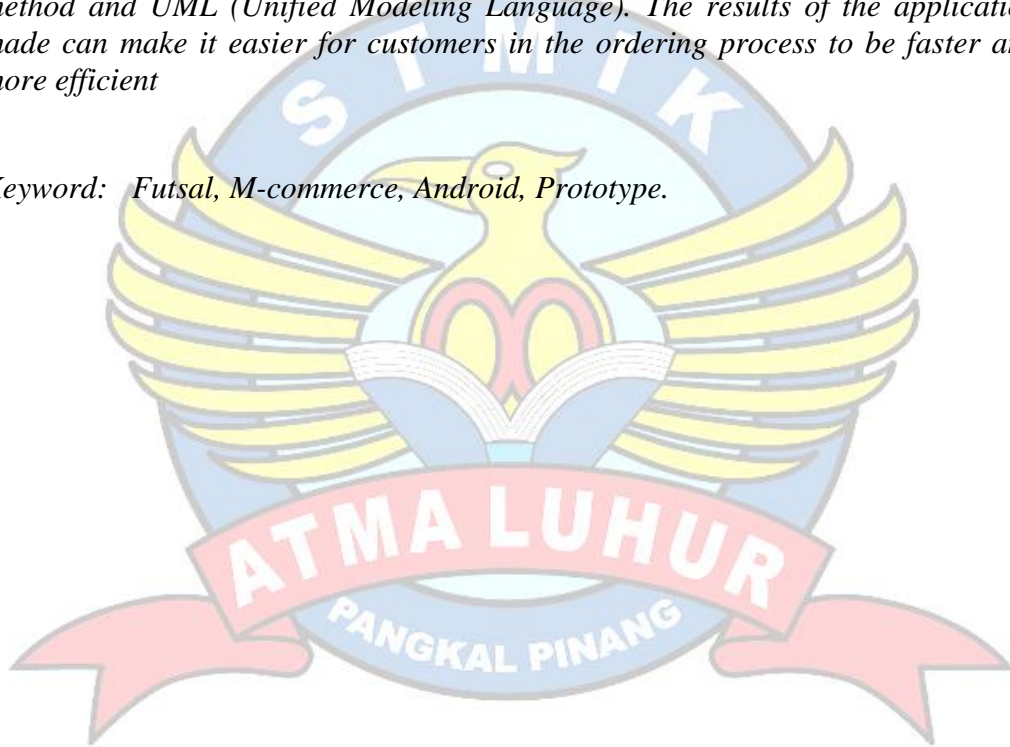 method and UML (Unified Modeling Language). The results of the application
made can make it easier for customers in the ordering process to be faster an
more efficient
Keyword: Futsal, M-commerce, Android, Prototype.
STMIK
ATMA LUHUR
PANGKAL PINANG